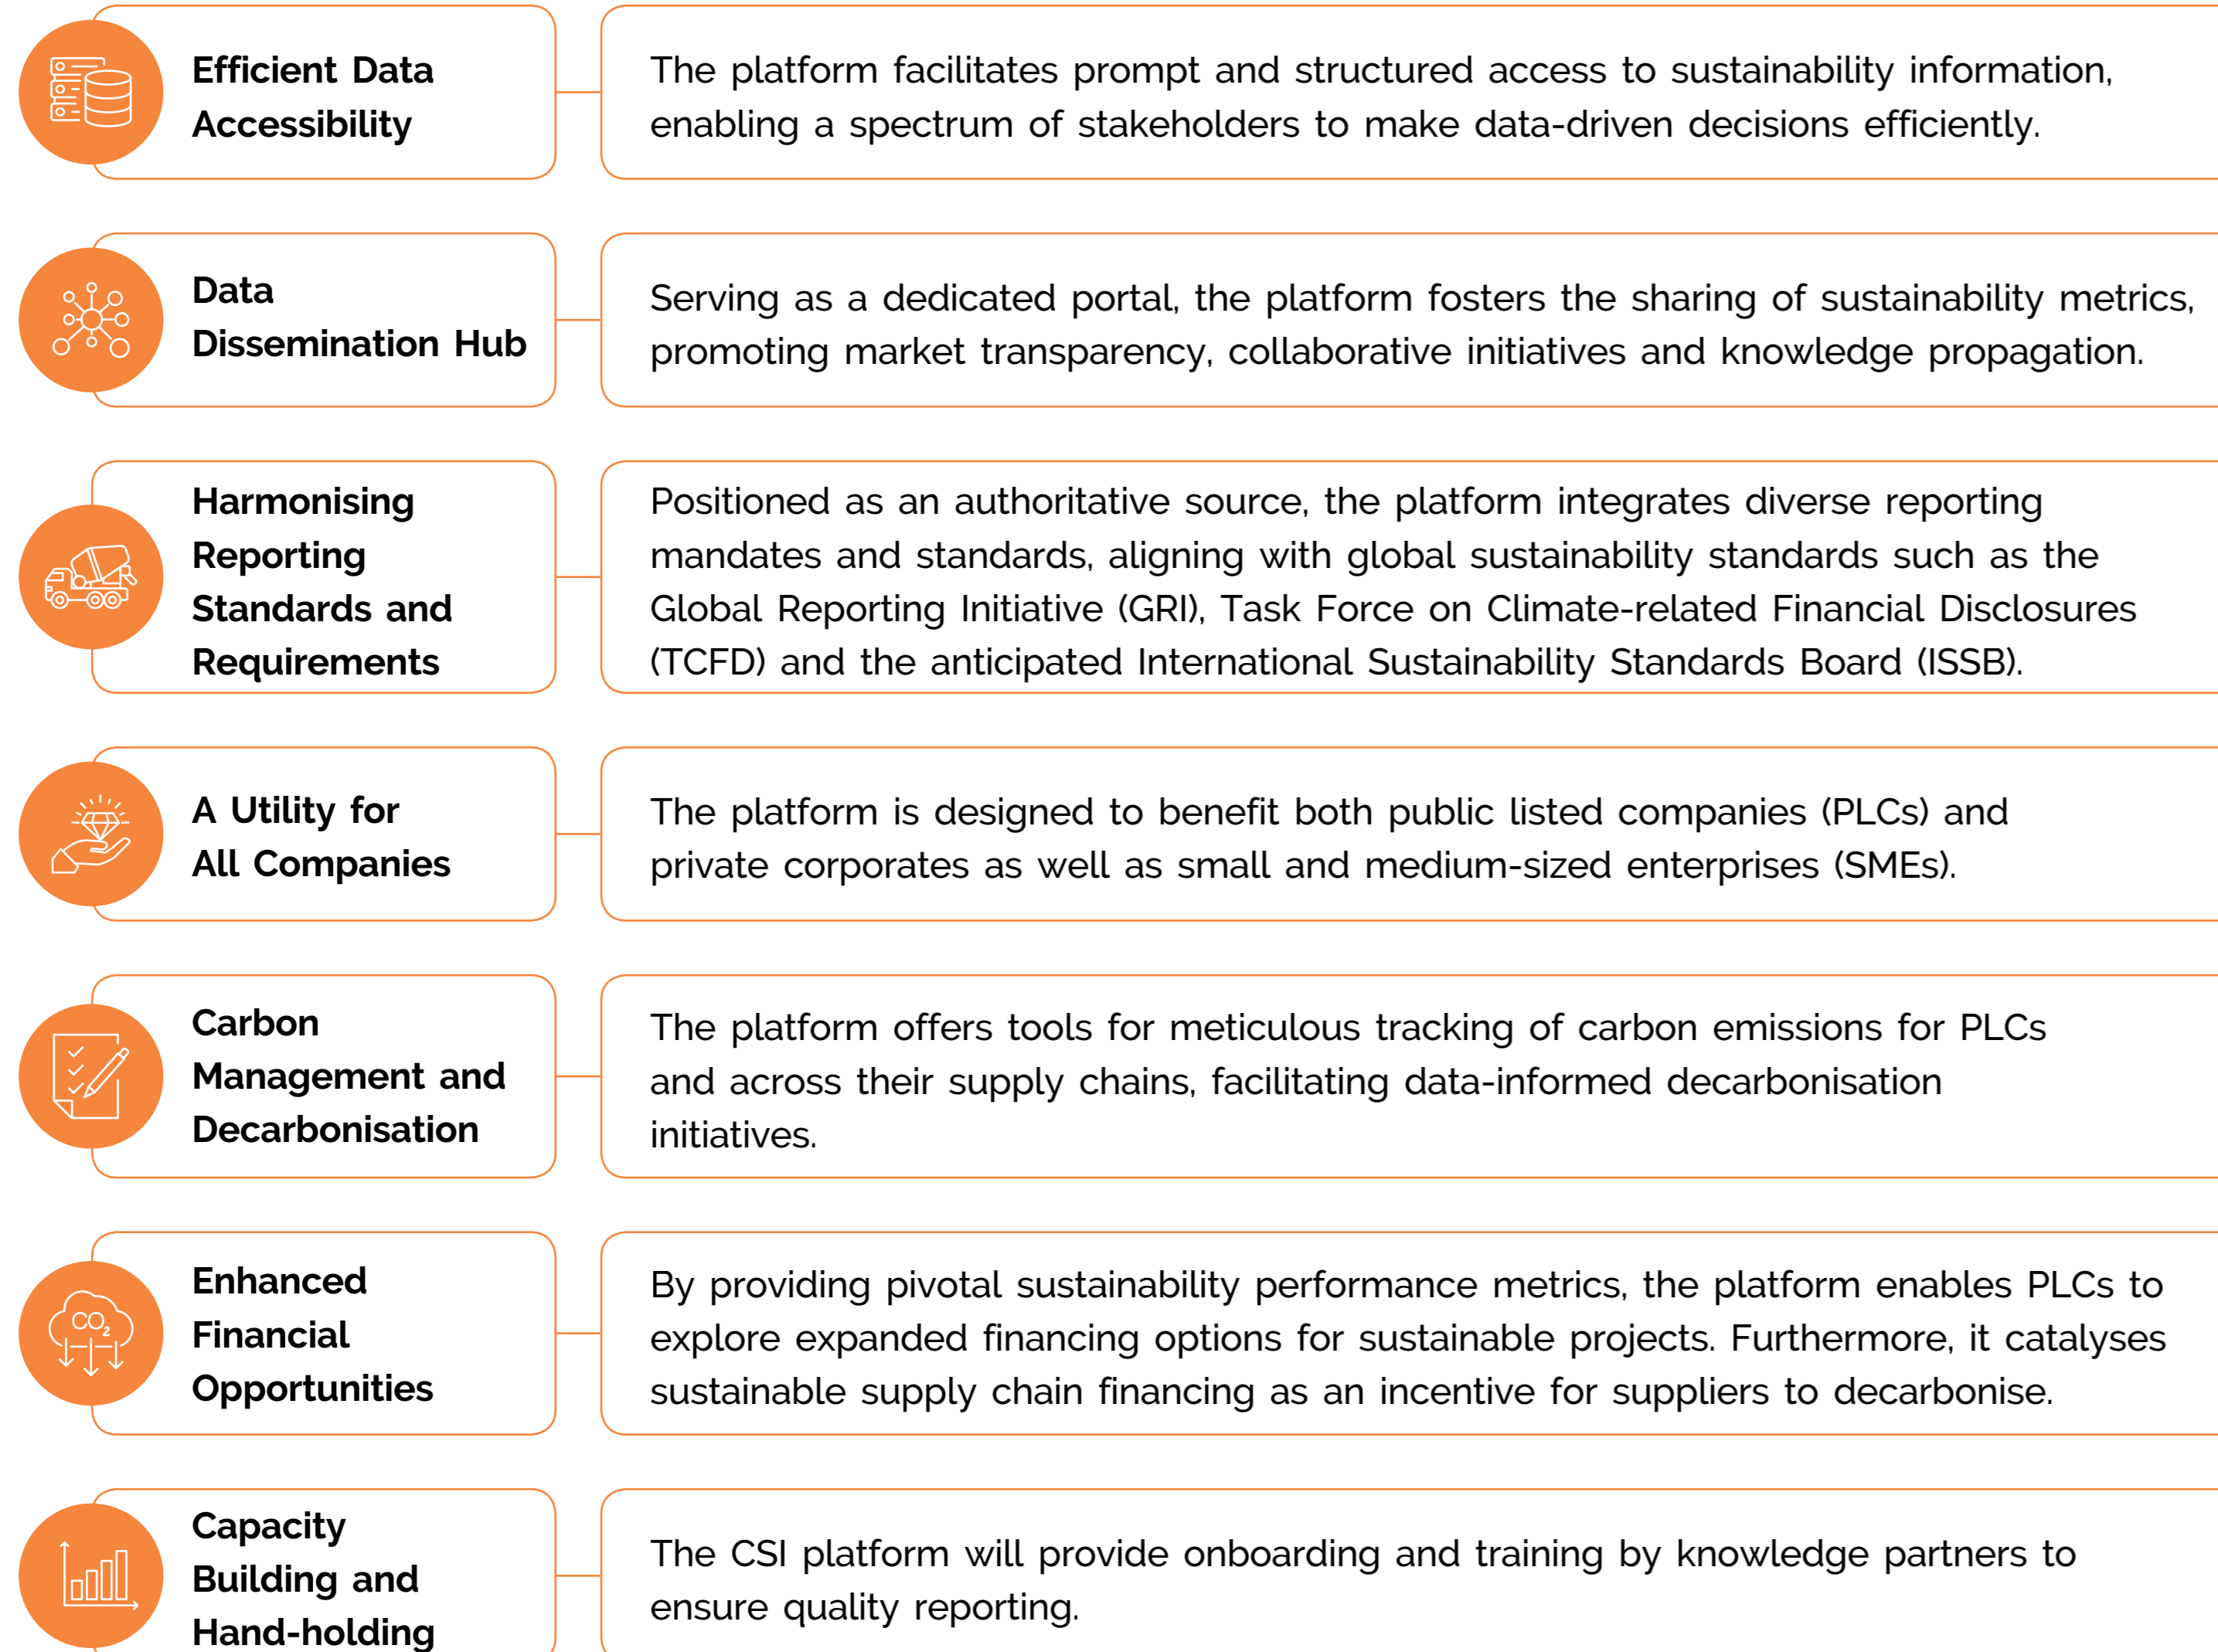 Efficient Data
Accessibility
The platform facilitates prompt and structured access to sustainability information,
enabling a spectrum of stakeholders to make data-driven decisions efficiently.
Data
Dissemination Hub
Serving as a dedicated portal, the platform fosters the sharing of sustainability metrics,
promoting market transparency, collaborative initiatives and knowledge propagation.
Harmonising
Reporting
Standards and
Requirements
Positioned as an authoritative source, the platform integrates diverse reporting
mandates and standards, aligning with global sustainability standards such as the
Global Reporting Initiative (GRI), Task Force on Climate-related Financial Disclosures
(TCFD) and the anticipated International Sustainability Standards Board (ISSB).
A Utility for
All Companies
The platform is designed to benefit both public listed companies (PLCs) and
private corporates as well as small and medium-sized enterprises (SMEs).
Carbon
Management and
Decarbonisation
The platform offers tools for meticulous tracking of carbon emissions for PLCs
and across their supply chains, facilitating data-informed decarbonisation
initiatives.
CO₂
Enhanced
Financial
Opportunities
By providing pivotal sustainability performance metrics, the platform enables PLCs to
explore expanded financing options for sustainable projects. Furthermore, it catalyses
sustainable supply chain financing as an incentive for suppliers to decarbonise.
Capacity
Building and
Hand-holding
The CSI platform will provide onboarding and training by knowledge partners to
ensure quality reporting.